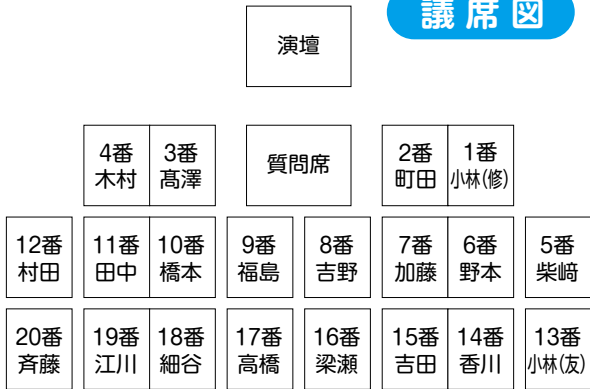 議席図
演壇
4番 3番 質問席 2番 1番
木村 髙澤 町田 小林(修)
12番 11番 10番 9番 8番 7番 6番 5番
村田 田中 橋本 福島 吉野 加藤 野本 柴﨑
20番 19番 18番 17番 16番 15番 14番 13番
斉藤 江川 細谷 高橋 梁瀬 吉田 香川 小林(友)